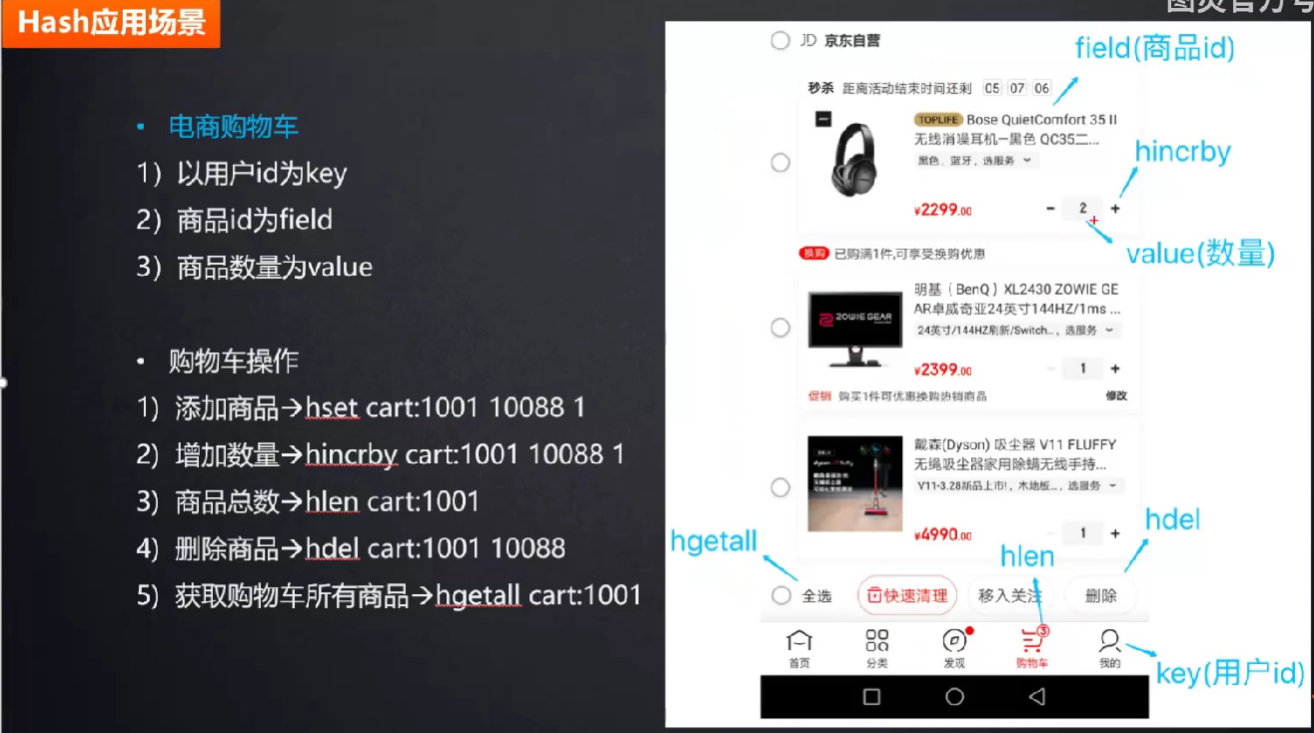 Hash应用场景
图灵官方号
• 电商购物车
1) 以用户id为key
2) 商品id为field
3) 商品数量为value
• 购物车操作
1) 添加商品→hset cart:1001 10088 1
2) 增加数量→hincrby cart:1001 10088 1
3) 商品总数→hlen cart:1001
4) 删除商品→hdel cart:1001 10088
5) 获取购物车所有商品→hgetall cart:1001
JD 京东自营
field(商品id)
秒杀 距离活动结束时间还剩 05 07 06
TOPLIFE Bose QuietComfort 35 II
无线消噪耳机—黑色 QC35二...
黑色，蓝牙，选服务
hincrby
¥2299.00
− 2 +
value(数量)
换购 已购满1件,可享受换购优惠
明基（BenQ）XL2430 ZOWIE GE
AR卓威奇亚24英寸144HZ/1ms ...
ZOWIE GEAR
24英寸/144HZ刷新/Switch...，选服务
¥2399.00
− 1 +
促销 购买1件可优惠换购热销商品
修改
戴森(Dyson) 吸尘器 V11 FLUFFY
无绳吸尘器家用除螨无线手持...
V11-3.28新品上市!，木地板...，选服务
¥4990.00
− 1 +
hdel
hgetall
hlen
全选
快速清理
移入关注
删除
3
首页
分类
发现
购物车
我的
key(用户id)